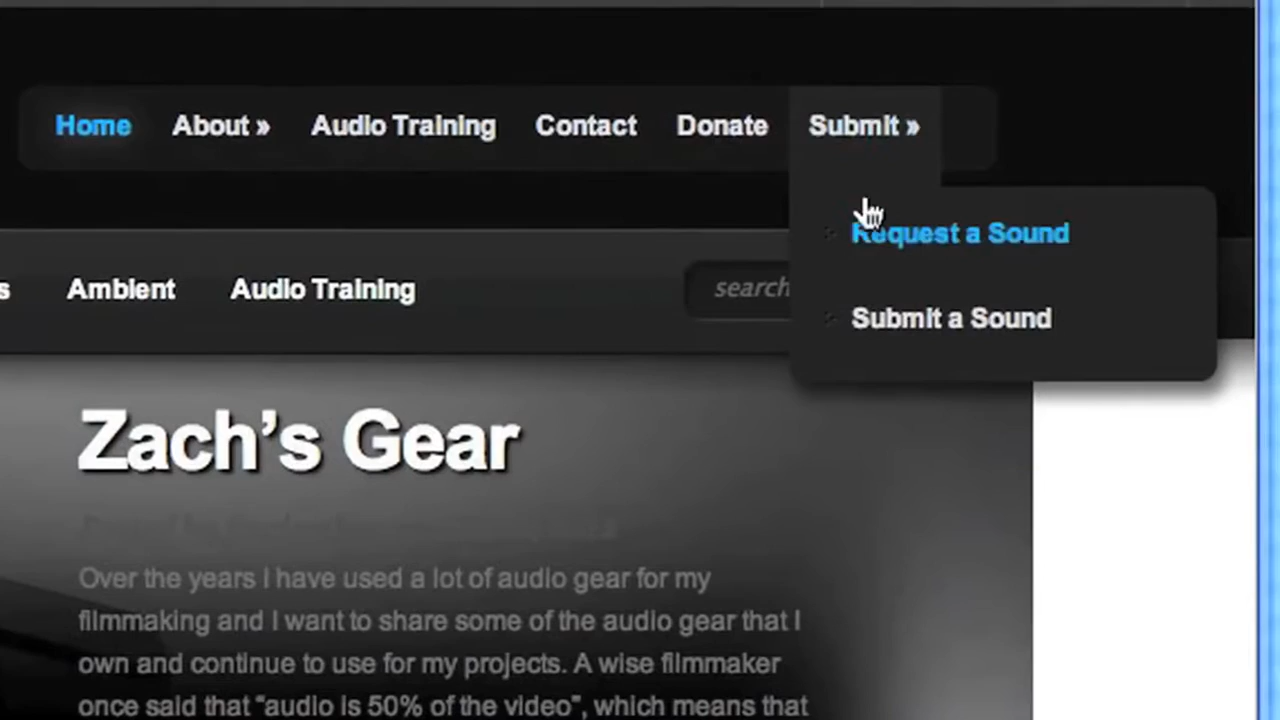 Home About » Audio Training Contact Donate Submit »
Request a Sound
s Ambient Audio Training search
Submit a Sound
Zach’s Gear
Over the years I have used a lot of audio gear for my
filmmaking and I want to share some of the audio gear that I
own and continue to use for my projects. A wise filmmaker
once said that “audio is 50% of the video”, which means that